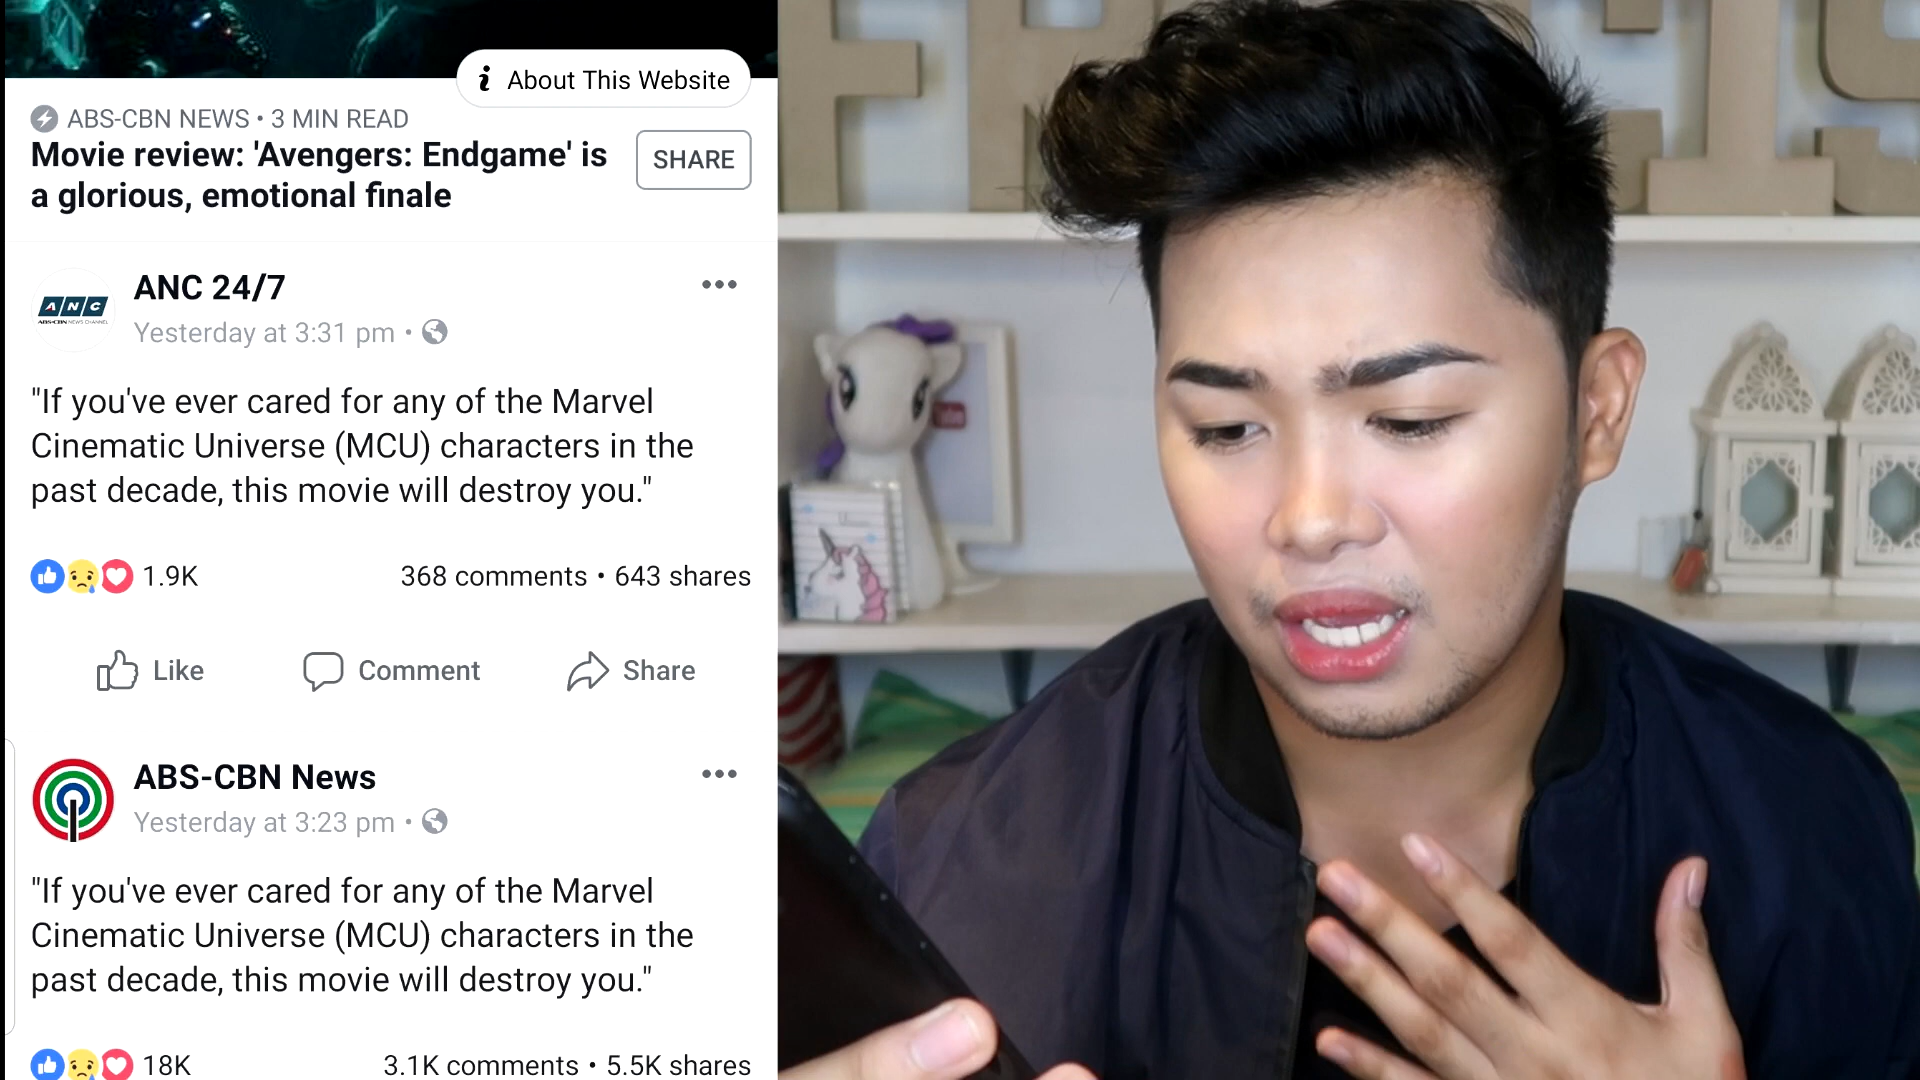 About This Website
ABS-CBN NEWS • 3 MIN READ
Movie review: 'Avengers: Endgame' is
a glorious, emotional finale
SHARE
ANC
ABS-CBN NEWS CHANNEL
ANC 24/7
Yesterday at 3:31 pm •
"If you've ever cared for any of the Marvel
Cinematic Universe (MCU) characters in the
past decade, this movie will destroy you."
1.9K
368 comments • 643 shares
Like
Comment
Share
ABS-CBN News
Yesterday at 3:23 pm •
"If you've ever cared for any of the Marvel
Cinematic Universe (MCU) characters in the
past decade, this movie will destroy you."
18K
3.1K comments • 5.5K shares